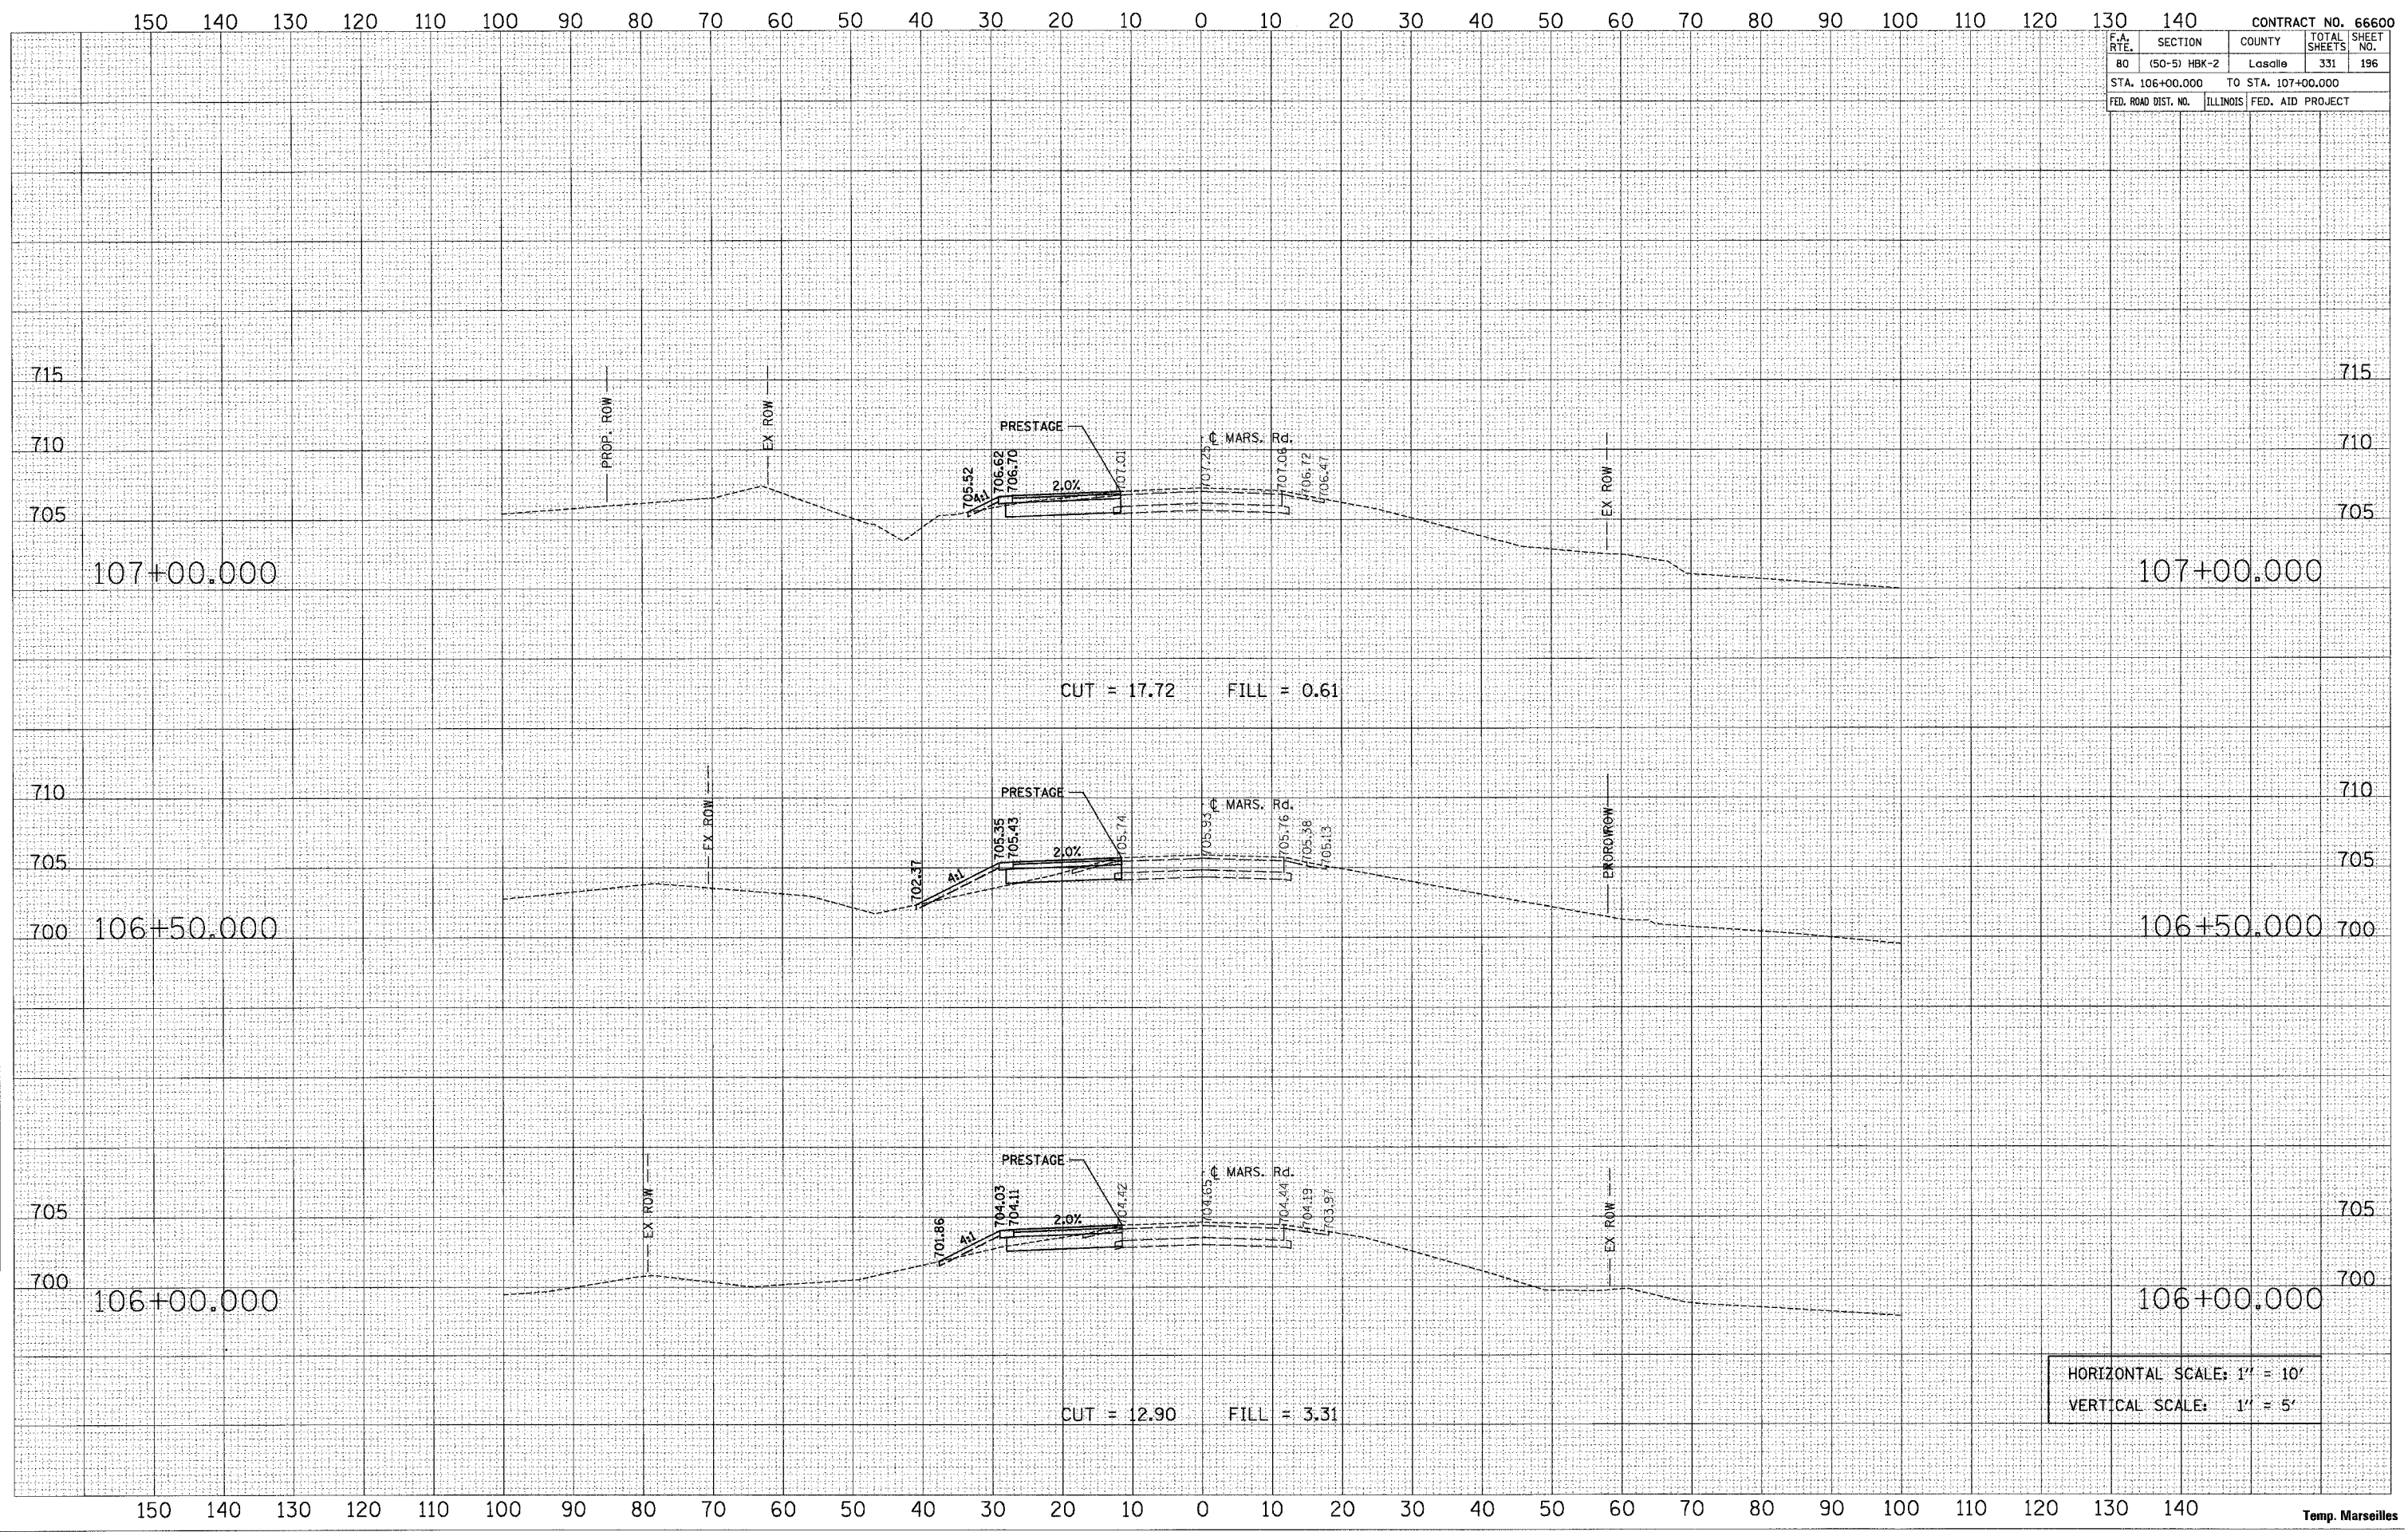 150 140 130 120 110 100 90 80 70 60 50 40 30 20 10 0 10 20 30 40 50 60 70 80 90 100 110 120 130 140
CONTRACT NO. 66600
F.A. RTE. SECTION COUNTY TOTAL SHEETS SHEET NO.
80 (50-5) HBK-2 Lasalle 331 196
STA. 106+00.000 TO STA. 107+00.000
FED. ROAD DIST. NO. ILLINOIS FED. AID PROJECT
715 715
710 710
705 705
PROP. ROW
EX ROW
PRESTAGE
℄ MARS. Rd.
705.52
4:1
706.62
706.70
2.0%
707.01
707.25
707.06
706.72
706.47
EX ROW
107+00.000 107+00.000
CUT = 17.72 FILL = 0.61
710 710
705 705
700 700
EX ROW
PRESTAGE
℄ MARS. Rd.
702.37
4:1
705.35
705.43
2.0%
705.74
705.93
705.76
705.38
705.13
106+50.000 106+50.000
705 705
700 700
EX ROW
PRESTAGE
℄ MARS. Rd.
701.86
4:1
704.03
704.11
2.0%
704.42
704.65
704.44
704.19
703.97
EX ROW
106+00.000 106+00.000
CUT = 12.90 FILL = 3.31
HORIZONTAL SCALE: 1" = 10'
VERTICAL SCALE: 1" = 5'
150 140 130 120 110 100 90 80 70 60 50 40 30 20 10 0 10 20 30 40 50 60 70 80 90 100 110 120 130 140
Temp. Marseilles